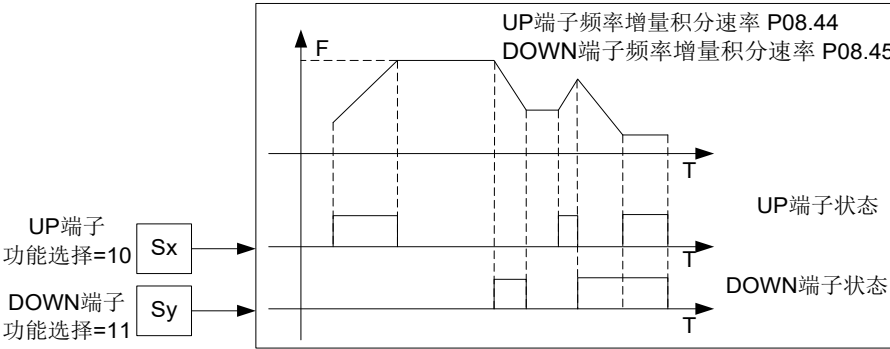 UP端子频率增量积分速率 P08.44
F
DOWN端子频率增量积分速率 P08.45
T
UP端子状态
UP端子
功能选择=10
Sx
T
DOWN端子状态
DOWN端子
功能选择=11
Sy
T